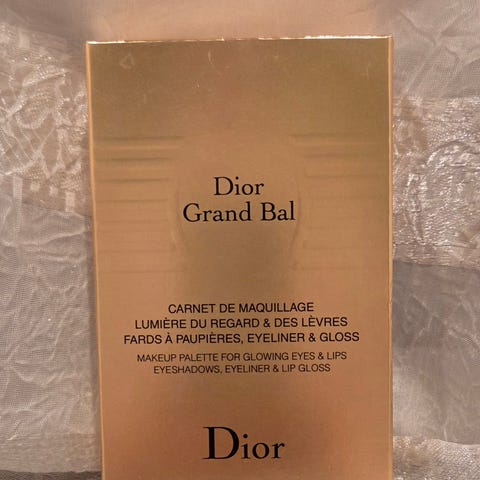 Dior
Grand Bal
CARNET DE MAQUILLAGE
LUMIÈRE DU REGARD & DES LÈVRES
FARDS À PAUPIÈRES, EYELINER & GLOSS
MAKEUP PALETTE FOR GLOWING EYES & LIPS
EYESHADOWS, EYELINER & LIP GLOSS
Dior